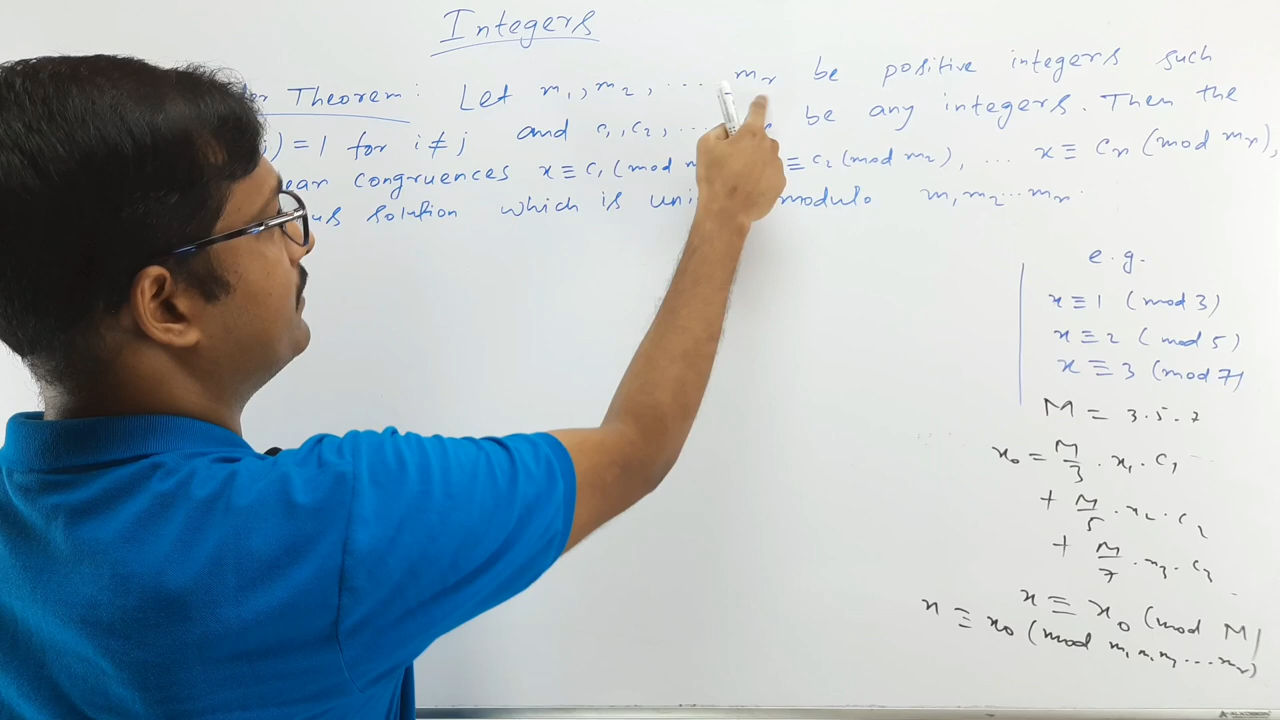 Integers
Theorem: Let m₁, m₂, ... mᵣ be positive integers such
) = 1 for i ≠ j and c₁, c₂, ... be any integers. Then the
congruences x ≡ c₁ (mod m ≡ c₂ (mod m₂), ... x ≡ cᵣ (mod mᵣ),
solution which is uni modulo m₁ m₂ ... mᵣ.
e.g.
x ≡ 1 (mod 3)
x ≡ 2 (mod 5)
x ≡ 3 (mod 7)
M = 3.5.7
x₀ = M/3 . x₁ . c₁
+ M/5 . x₂ . c₂
+ M/7 . x₃ . c₃
x ≡ x₀ (mod M)
x ≡ x₀ (mod m₁ m₂ m₃ ... mᵣ)